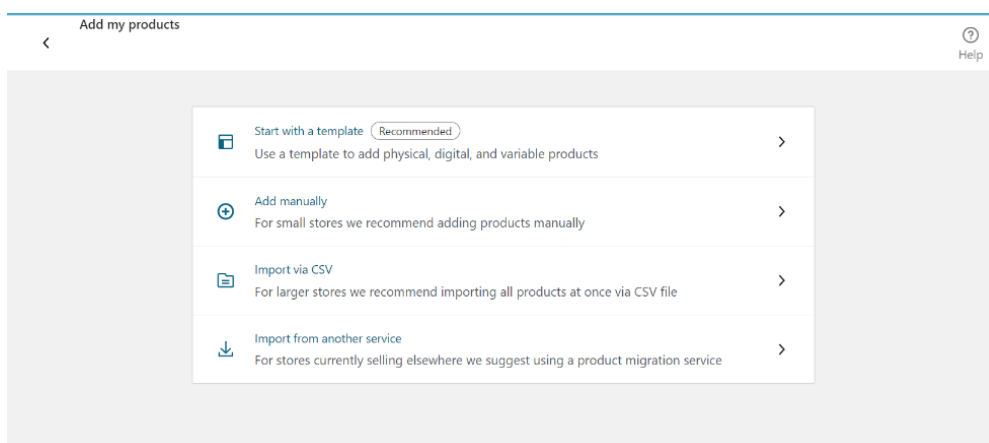 Add my products
Help
Start with a template Recommended
Use a template to add physical, digital, and variable products
Add manually
For small stores we recommend adding products manually
Import via CSV
For larger stores we recommend importing all products at once via CSV file
Import from another service
For stores currently selling elsewhere we suggest using a product migration service